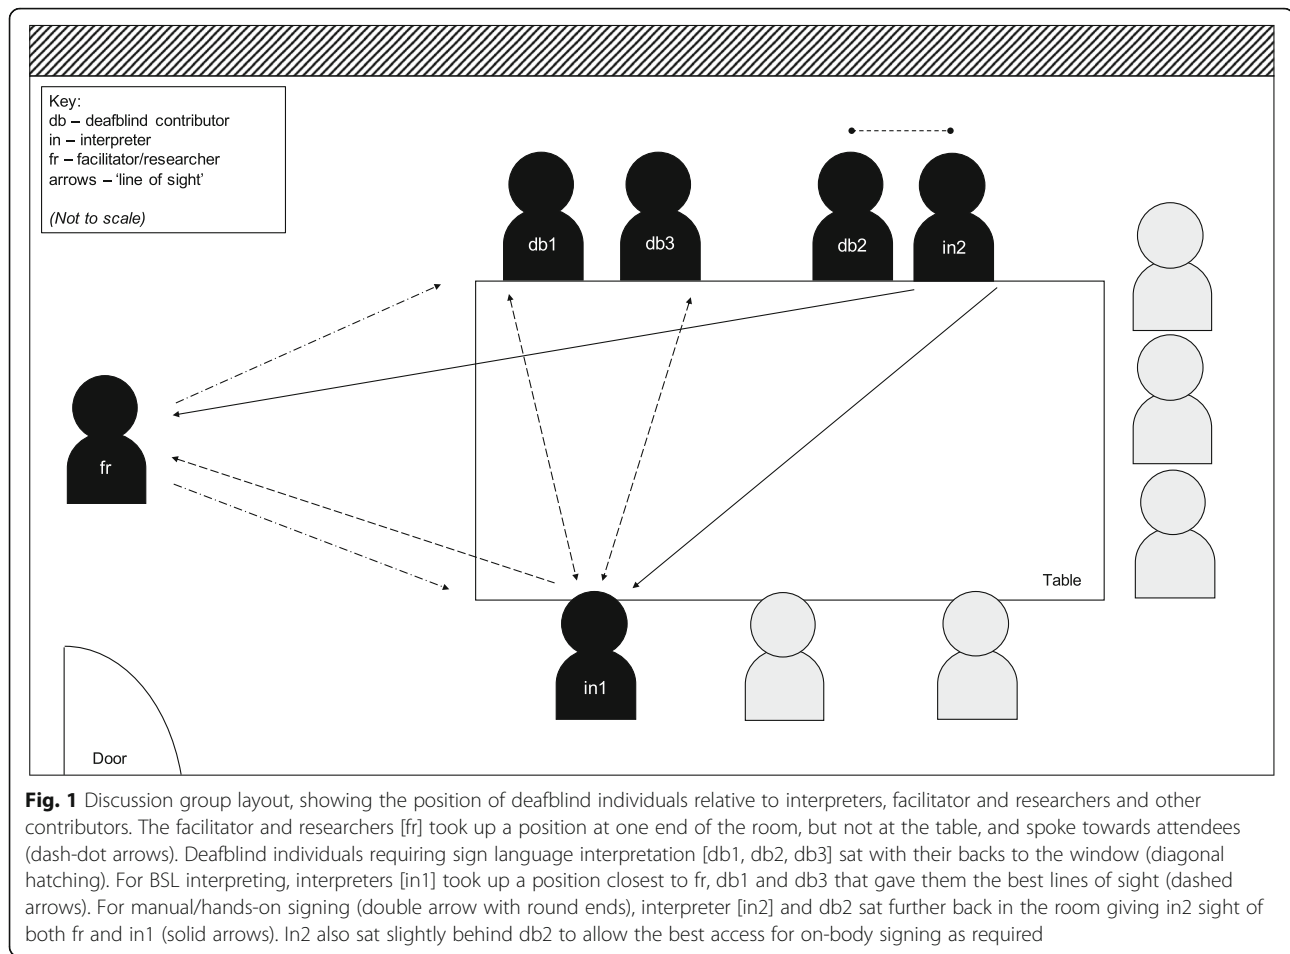 Key:
db – deafblind contributor
in – interpreter
fr – facilitator/researcher
arrows – ‘line of sight’
(Not to scale)
db1
db3
db2
in2
fr
Table
in1
Door
Fig. 1 Discussion group layout, showing the position of deafblind individuals relative to interpreters, facilitator and researchers and other
contributors. The facilitator and researchers [fr] took up a position at one end of the room, but not at the table, and spoke towards attendees
(dash-dot arrows). Deafblind individuals requiring sign language interpretation [db1, db2, db3] sat with their backs to the window (diagonal
hatching). For BSL interpreting, interpreters [in1] took up a position closest to fr, db1 and db3 that gave them the best lines of sight (dashed
arrows). For manual/hands-on signing (double arrow with round ends), interpreter [in2] and db2 sat further back in the room giving in2 sight of
both fr and in1 (solid arrows). In2 also sat slightly behind db2 to allow the best access for on-body signing as required